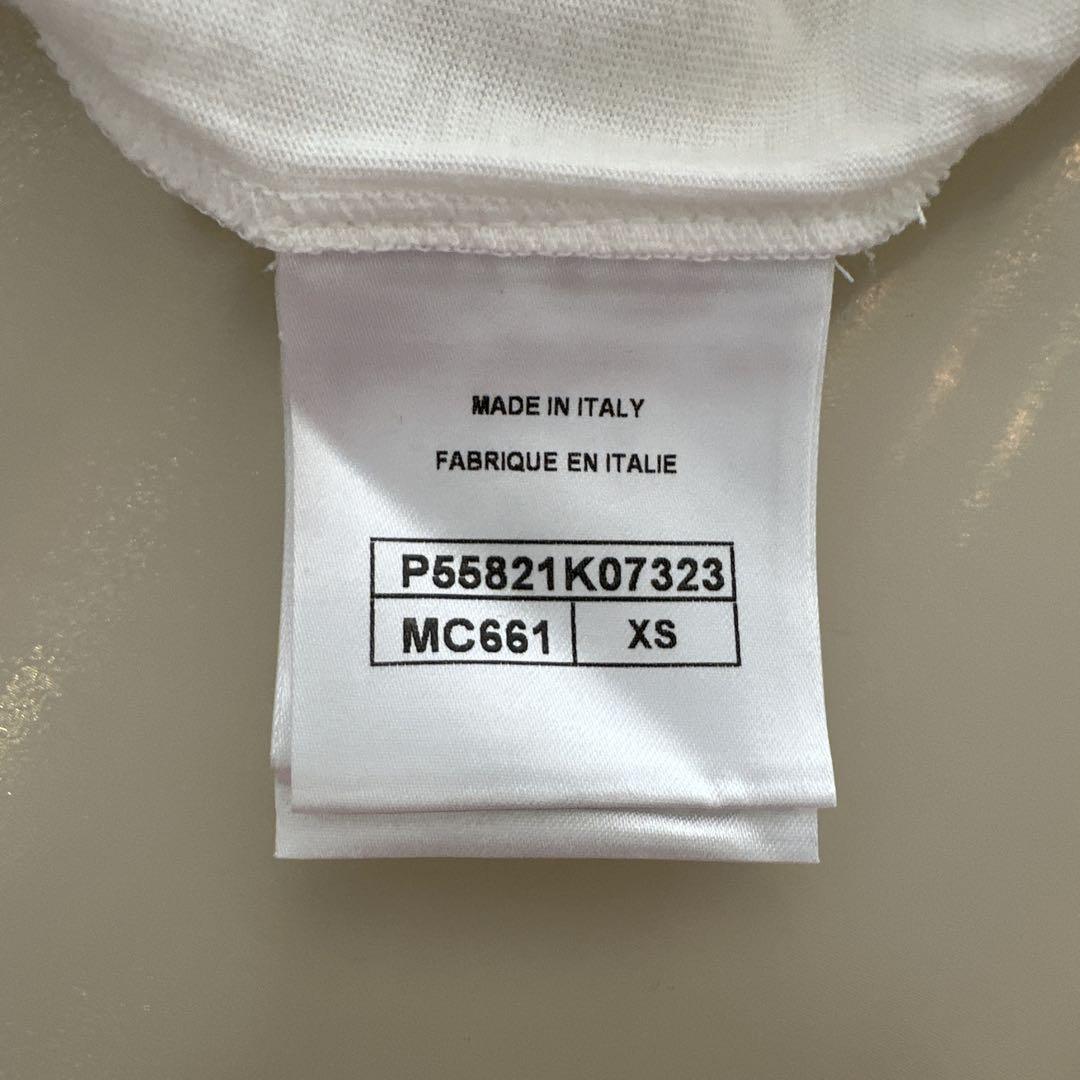 MADE IN ITALY
FABRIQUE EN ITALIE
P55821K07323
MC661 XS